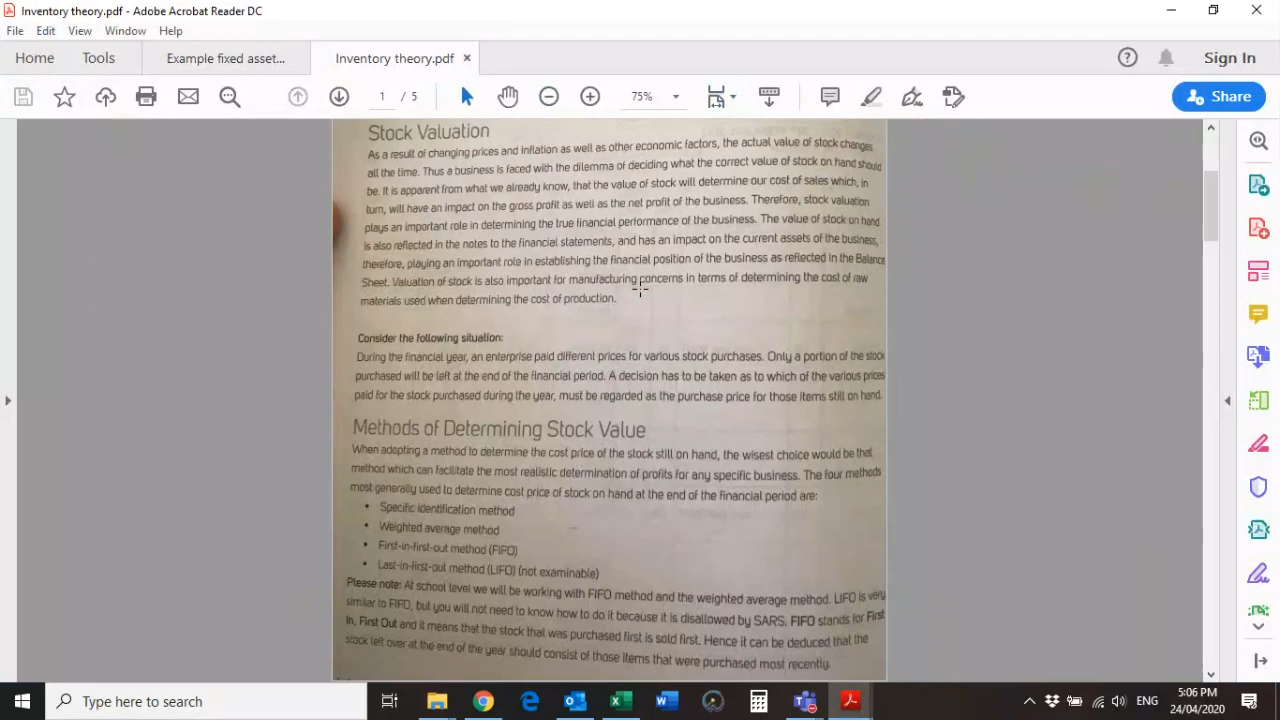 Inventory theory.pdf - Adobe Acrobat Reader DC
File Edit View Window Help
Home Tools Example fixed asset... Inventory theory.pdf × Sign In
1 / 5 75% Share
Stock Valuation
As a result of changing prices and inflation as well as other economic factors, the actual value of stock changes
all the time. Thus a business is faced with the dilemma of deciding what the correct value of stock on hand should
be. It is apparent from what we already know, that the value of stock will determine our cost of sales which, in
turn, will have an impact on the gross profit as well as the net profit of the business. Therefore, stock valuation
plays an important role in determining the true financial performance of the business. The value of stock on hand
is also reflected in the notes to the financial statements, and has an impact on the current assets of the business,
therefore, playing an important role in establishing the financial position of the business as reflected in the Balance
Sheet. Valuation of stock is also important for manufacturing concerns in terms of determining the cost of raw
materials used when determining the cost of production.
Consider the following situation:
During the financial year, an enterprise paid different prices for various stock purchases. Only a portion of the stock
purchased will be left at the end of the financial period. A decision has to be taken as to which of the various prices
paid for the stock purchased during the year, must be regarded as the purchase price for those items still on hand.
Methods of Determining Stock Value
When adopting a method to determine the cost price of the stock still on hand, the wisest choice would be that
method which can facilitate the most realistic determination of profits for any specific business. The four methods
most generally used to determine cost price of stock on hand at the end of the financial period are:
• Specific identification method
• Weighted average method
• First-in-first-out method (FIFO)
• Last-in-first-out method (LIFO) (not examinable)
Please note: At school level we will be working with FIFO method and the weighted average method. LIFO is very
similar to FIFO, but you will not need to know how to do it because it is disallowed by SARS. FIFO stands for First
In, First Out and it means that the stock that was purchased first is sold first. Hence it can be deduced that the
stock left over at the end of the year should consist of those items that were purchased most recently.
Type here to search ENG 5:06 PM
24/04/2020